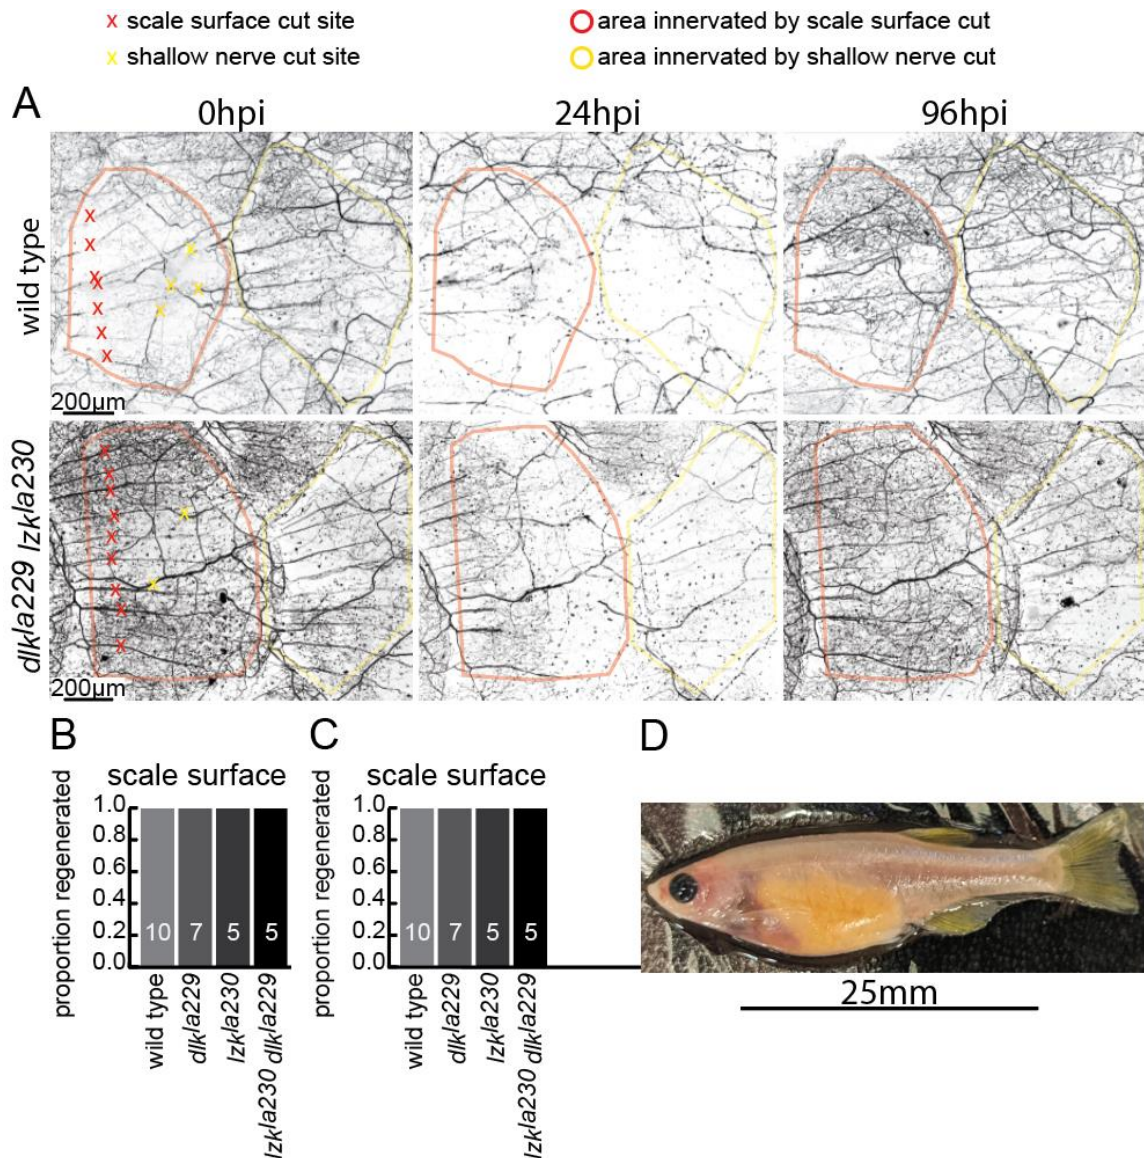 x scale surface cut site
x shallow nerve cut site
area innervated by scale surface cut
area innervated by shallow nerve cut
A
0hpi
24hpi
96hpi
wild type
200µm
dlkla229 lzkla230
200µm
B
scale surface
proportion regenerated
1.0
0.8
0.6
0.4
0.2
0.0
10
7
5
5
wild type
dlkla229
lzkla230
dlkla229
lzkla230
C
scale surface
proportion regenerated
1.0
0.8
0.6
0.4
0.2
0.0
10
7
5
5
wild type
dlkla229
lzkla230
dlkla229
lzkla230
D
25mm